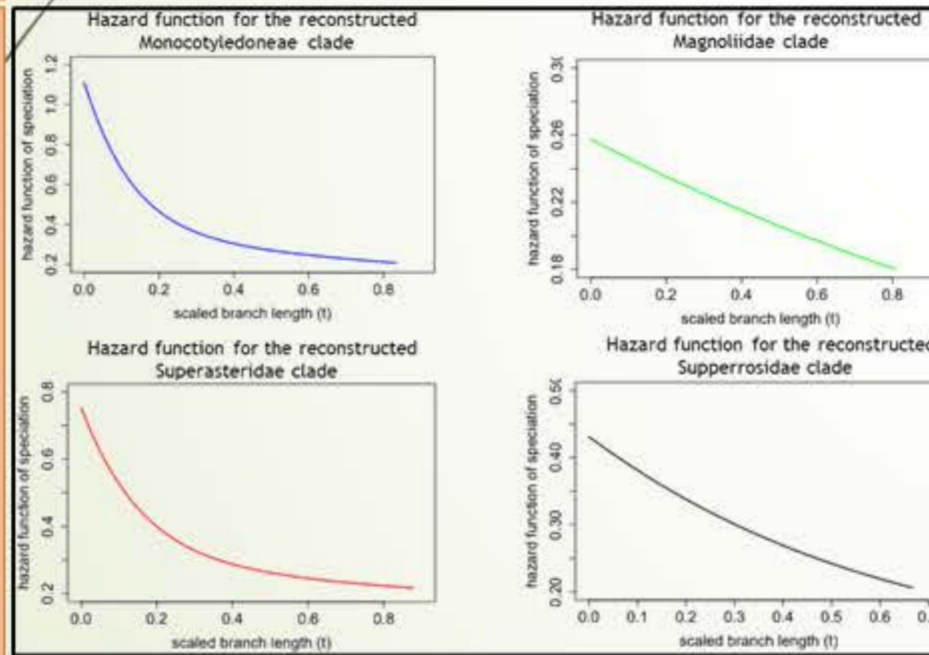 Hazard function for the reconstructed
Monocotyledoneae clade
hazard function of speciation
1.2
1.0
0.8
0.6
0.4
0.2
0.0 0.2 0.4 0.6 0.8
scaled branch length (t)
Hazard function for the reconstructed
Magnoliidae clade
hazard function of speciation
0.26
0.22
0.18
0.0 0.2 0.4 0.6 0.8
scaled branch length (t)
Hazard function for the reconstructed
Superasteridae clade
hazard function of speciation
0.8
0.6
0.4
0.2
0.0 0.2 0.4 0.6 0.8
scaled branch length (t)
Hazard function for the reconstructed
Supperrosidae clade
hazard function of speciation
0.40
0.30
0.20
0.0 0.1 0.2 0.3 0.4 0.5 0.6
scaled branch length (t)